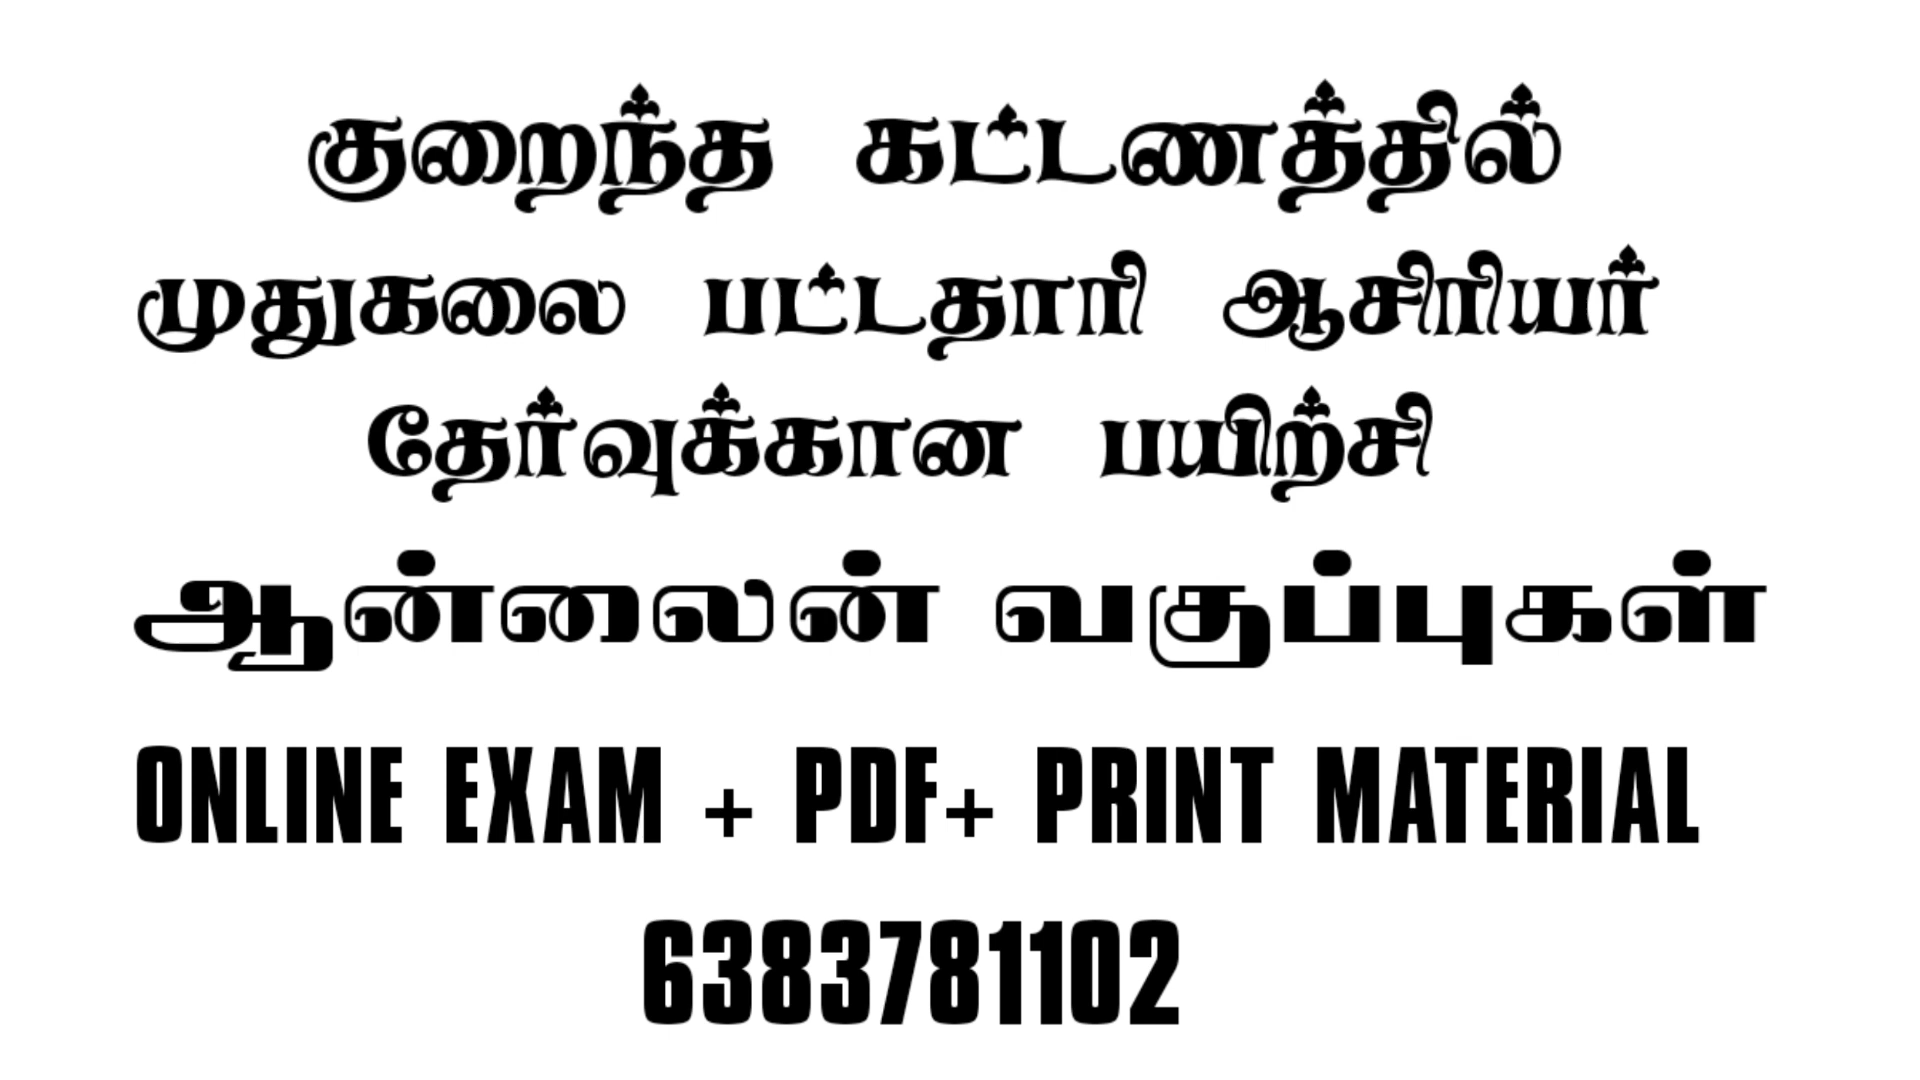 குறைந்த கட்டணத்தில்
முதுகலை பட்டதாரி ஆசிரியர்
தேர்வுக்கான பயிற்சி
ஆன்லைன் வகுப்புகள்
ONLINE EXAM + PDF+ PRINT MATERIAL
6383781102